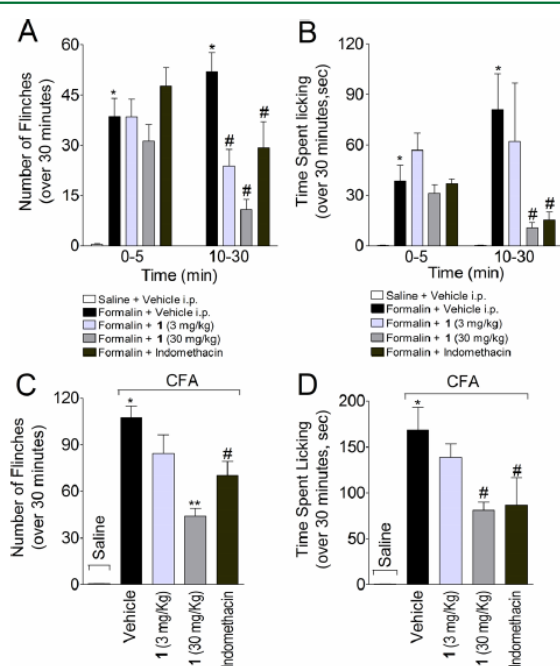 A
Number of Flinches
(over 30 minutes)
60
45
30
15
0
*
*
#
#
#
0-5
10-30
Time (min)
B
Time Spent licking
(over 30 minutes,sec)
120
90
60
30
0
*
*
#
#
0-5
10-30
Time (min)
Saline + Vehicle i.p.
Formalin + Vehicle i.p.
Formalin + 1 (3 mg/kg)
Formalin + 1 (30 mg/kg)
Formalin + Indomethacin
Saline + Vehicle i.p.
Formalin + Vehicle i.p.
Formalin + 1 (3 mg/kg)
Formalin + 1 (30 mg/kg)
Formalin + Indomethacin
C
CFA
Number of Flinches
(over 30 minutes)
120
90
60
30
0
Saline
*
**
#
Vehicle
1 (3 mg/Kg)
1 (30 mg/Kg)
Indomethacin
D
CFA
Time Spent Licking
(over 30 minutes, sec)
200
150
100
50
0
Saline
*
#
#
Vehicle
1 (3 mg/Kg)
1 (30 mg/Kg)
Indomethacin